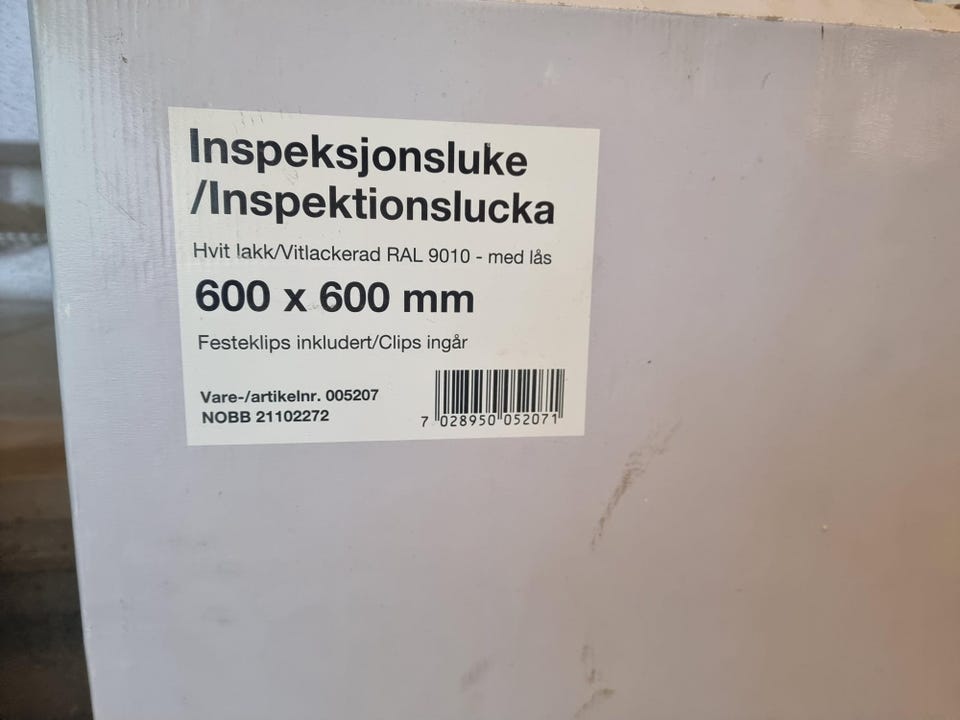 Inspeksjonsluke
/Inspektionslucka
Hvit lakk/Vitlackerad RAL 9010 - med lås
600 x 600 mm
Festeklips inkludert/Clips ingår
Vare-/artikelnr. 005207
NOBB 21102272
7 028950 052071